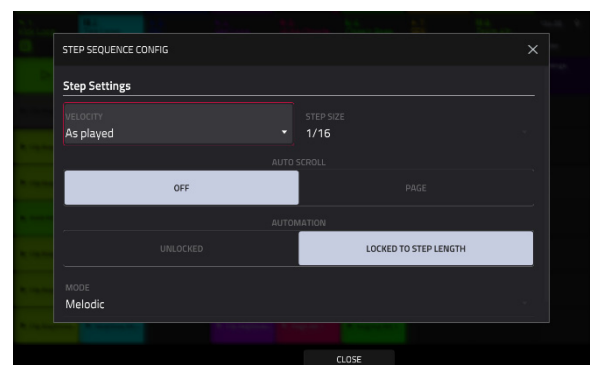 STEP SEQUENCE CONFIG
Step Settings
VELOCITY
STEP SIZE
As played
1/16
AUTO SCROLL
OFF
PAGE
AUTOMATION
UNLOCKED
LOCKED TO STEP LENGTH
MODE
Melodic
CLOSE